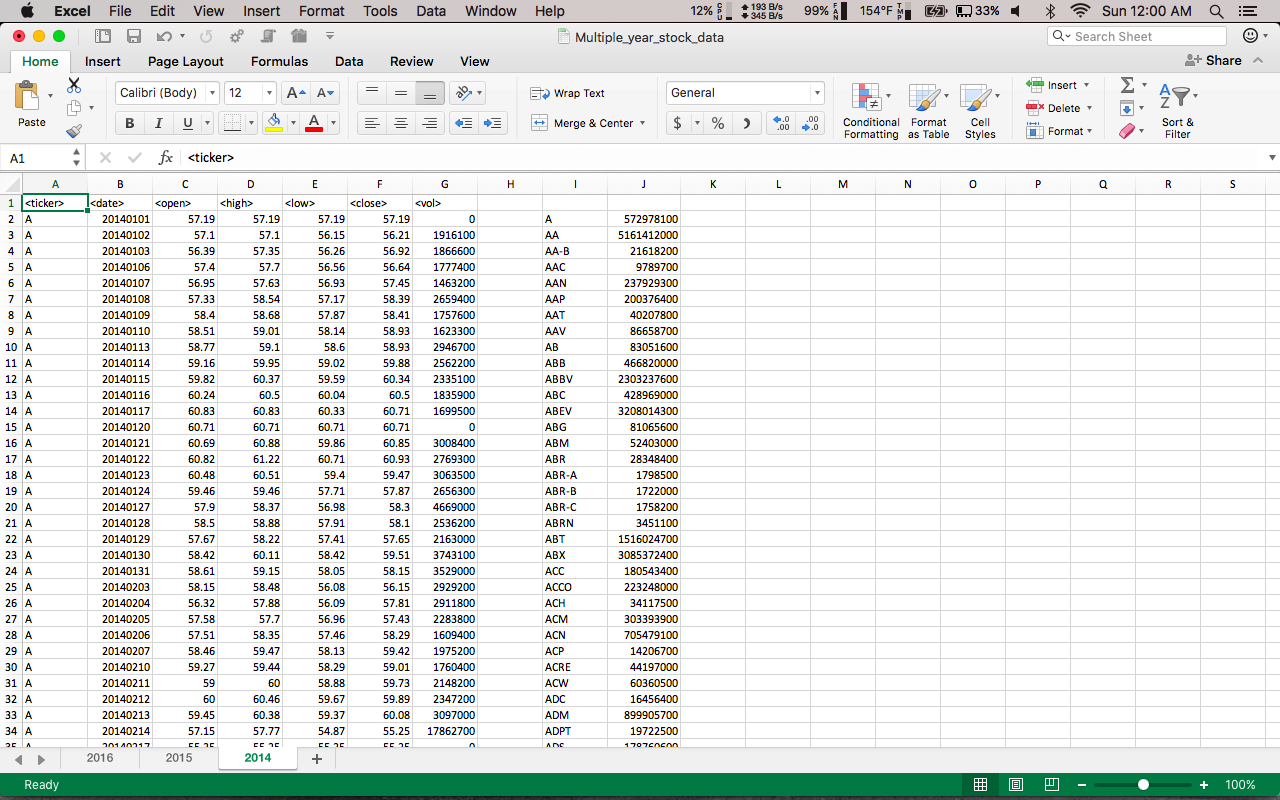 Excel File Edit View Insert Format Tools Data Window Help 12% CPU 193 B/s 345 B/s 99% FAN 154°F TMP 33% Sun 12:00 AM
Multiple_year_stock_data Search Sheet
Home Insert Page Layout Formulas Data Review View Share
Calibri (Body) 12 A A Wrap Text General Insert
Paste Delete
B I U A Merge & Center $ % Conditional Formatting Format as Table Cell Styles Format Sort & Filter
A1 fx <ticker>
A B C D E F G H I J K L M N O P Q R S
1 <ticker> <date> <open> <high> <low> <close> <vol>
2 A 20140101 57.19 57.19 57.19 57.19 0 A 572978100
3 A 20140102 57.1 57.1 56.15 56.21 1916100 AA 5161412000
4 A 20140103 56.39 57.35 56.26 56.92 1866600 AA-B 21618200
5 A 20140106 57.4 57.7 56.56 56.64 1777400 AAC 9789700
6 A 20140107 56.95 57.63 56.93 57.45 1463200 AAN 237929300
7 A 20140108 57.33 58.54 57.17 58.39 2659400 AAP 200376400
8 A 20140109 58.4 58.68 57.87 58.41 1757600 AAT 40207800
9 A 20140110 58.51 59.01 58.14 58.93 1623300 AAV 86658700
10 A 20140113 58.77 59.1 58.6 58.93 2946700 AB 83051600
11 A 20140114 59.16 59.95 59.02 59.88 2562200 ABB 466820000
12 A 20140115 59.82 60.37 59.59 60.34 2335100 ABBV 2303237600
13 A 20140116 60.24 60.5 60.04 60.5 1835900 ABC 428969000
14 A 20140117 60.83 60.83 60.33 60.71 1699500 ABEV 3208014300
15 A 20140120 60.71 60.71 60.71 60.71 0 ABG 81065600
16 A 20140121 60.69 60.88 59.86 60.85 3008400 ABM 52403000
17 A 20140122 60.82 61.22 60.71 60.93 2769300 ABR 28348400
18 A 20140123 60.48 60.51 59.4 59.47 3063500 ABR-A 1798500
19 A 20140124 59.46 59.46 57.71 57.87 2656300 ABR-B 1722000
20 A 20140127 57.9 58.37 56.98 58.3 4669000 ABR-C 1758200
21 A 20140128 58.5 58.88 57.91 58.1 2536200 ABRN 3451100
22 A 20140129 57.67 58.22 57.41 57.65 2163000 ABT 1516024700
23 A 20140130 58.42 60.11 58.42 59.51 3743100 ABX 3085372400
24 A 20140131 58.61 59.15 58.05 58.15 3529000 ACC 180543400
25 A 20140203 58.15 58.48 56.08 56.15 2929200 ACCO 223248000
26 A 20140204 56.32 57.88 56.09 57.81 2911800 ACH 34117500
27 A 20140205 57.58 57.7 56.96 57.43 2283800 ACM 303393900
28 A 20140206 57.51 58.35 57.46 58.29 1609400 ACN 705479100
29 A 20140207 58.46 59.47 58.13 59.42 1975200 ACP 14206700
30 A 20140210 59.27 59.44 58.29 59.01 1760400 ACRE 44197000
31 A 20140211 59 60 58.88 59.73 2148200 ACW 60360500
32 A 20140212 60 60.46 59.67 59.89 2347200 ADC 16456400
33 A 20140213 59.45 60.38 59.37 60.08 3097000 ADM 899905700
34 A 20140214 57.15 57.77 54.87 55.25 17862700 ADPT 19722500
35 A 20140217 55.25 55.25 55.25 55.25 0 ADS
2016 2015 2014 +
Ready 100%